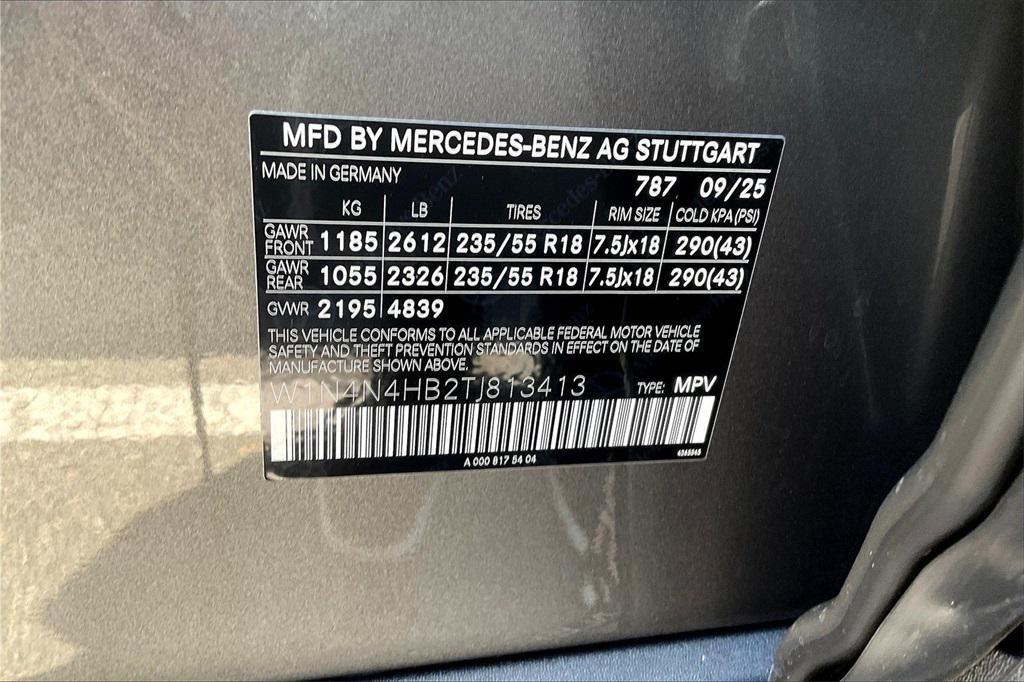 MFD BY MERCEDES-BENZ AG STUTTGART
MADE IN GERMANY
787 09/25
KG LB TIRES RIM SIZE COLD KPA (PSI)
GAWR FRONT 1185 2612 235/55 R18 7.5Jx18 290(43)
GAWR REAR 1055 2326 235/55 R18 7.5Jx18 290(43)
GVWR 2195 4839
THIS VEHICLE CONFORMS TO ALL APPLICABLE FEDERAL MOTOR VEHICLE
SAFETY AND THEFT PREVENTION STANDARDS IN EFFECT ON THE DATE OF
MANUFACTURE SHOWN ABOVE.
W1N4N4HB2TJ813413 TYPE: MPV
A 000 817 54 04